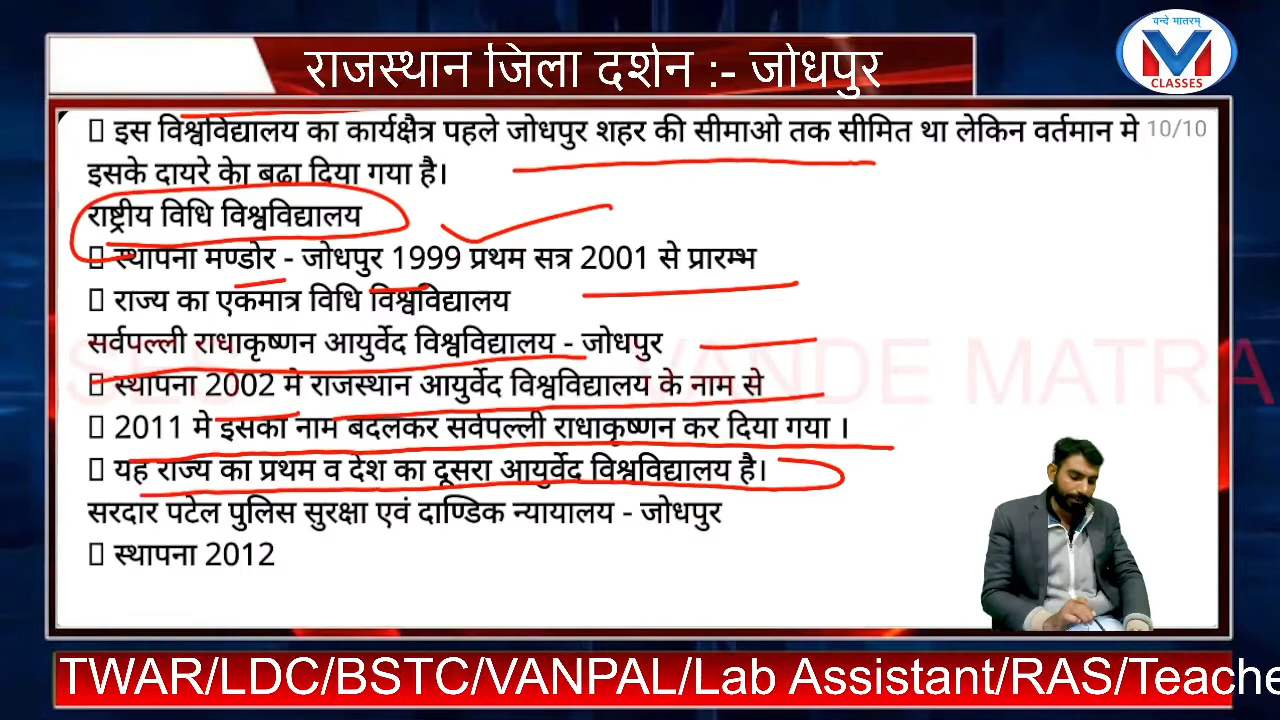 वन्दे मातरम्
CLASSES
राजस्थान जिला दर्शन :- जोधपुर
10/10
▯ इस विश्वविद्यालय का कार्यक्षैत्र पहले जोधपुर शहर की सीमाओ तक सीमित था लेकिन वर्तमान मे
इसके दायरे केा बढा दिया गया है।
राष्ट्रीय विधि विश्वविद्यालय
▯ स्थापना मण्डोर - जोधपुर 1999 प्रथम सत्र 2001 से प्रारम्भ
▯ राज्य का एकमात्र विधि विश्वविद्यालय
सर्वपल्ली राधाकृष्णन आयुर्वेद विश्वविद्यालय - जोधपुर
VANDE MATRA
▯ स्थापना 2002 मे राजस्थान आयुर्वेद विश्वविद्यालय के नाम से
▯ 2011 मे इसका नाम बदलकर सर्वपल्ली राधाकृष्णन कर दिया गया ।
▯ यह राज्य का प्रथम व देश का दूसरा आयुर्वेद विश्वविद्यालय है।
सरदार पटेल पुलिस सुरक्षा एवं दाण्डिक न्यायालय - जोधपुर
▯ स्थापना 2012
TWAR/LDC/BSTC/VANPAL/Lab Assistant/RAS/Teache